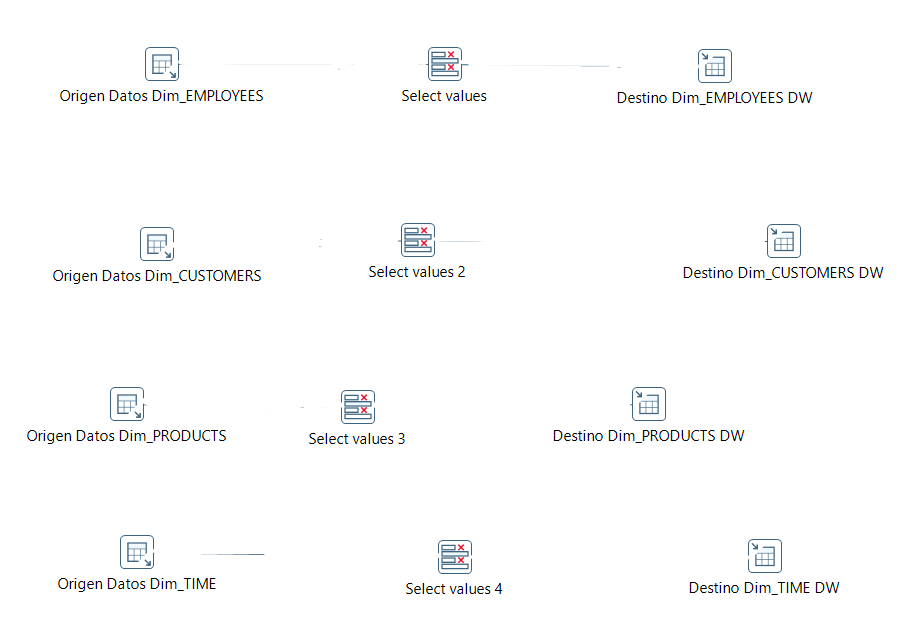 Origen Datos Dim_EMPLOYEES
Select values
Destino Dim_EMPLOYEES DW
Origen Datos Dim_CUSTOMERS
Select values 2
Destino Dim_CUSTOMERS DW
Origen Datos Dim_PRODUCTS
Select values 3
Destino Dim_PRODUCTS DW
Origen Datos Dim_TIME
Select values 4
Destino Dim_TIME DW